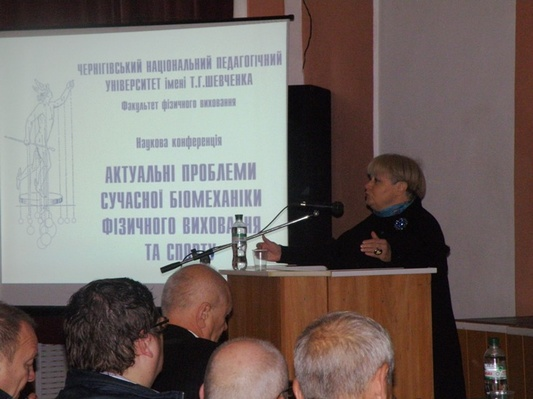 ЧЕРНІГІВСЬКИЙ НАЦІОНАЛЬНИЙ ПЕДАГОГІЧНИЙ
УНІВЕРСИТЕТ імені Т.Г.ШЕВЧЕНКА
Факультет фізичного виховання
Наукова конференція
АКТУАЛЬНІ ПРОБЛЕМИ
СУЧАСНОЇ БІОМЕХАНІКИ
ФІЗИЧНОГО ВИХОВАННЯ
ТА СПОРТУ